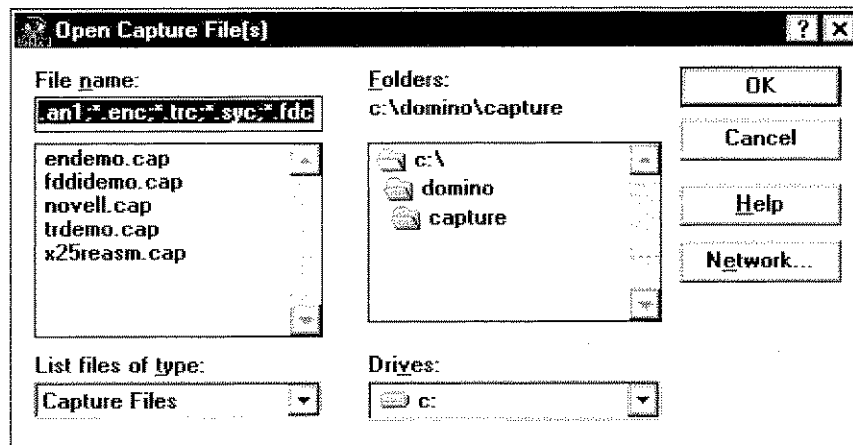 Open Capture File(s)
? x
File name:
.an1;*.enc;*.trc;*.syc;*.fdc
endemo.cap
fddidemo.cap
novell.cap
trdemo.cap
x25reasm.cap
List files of type:
Capture Files
Folders:
c:\domino\capture
c:\
domino
capture
Drives:
c:
OK
Cancel
Help
Network...